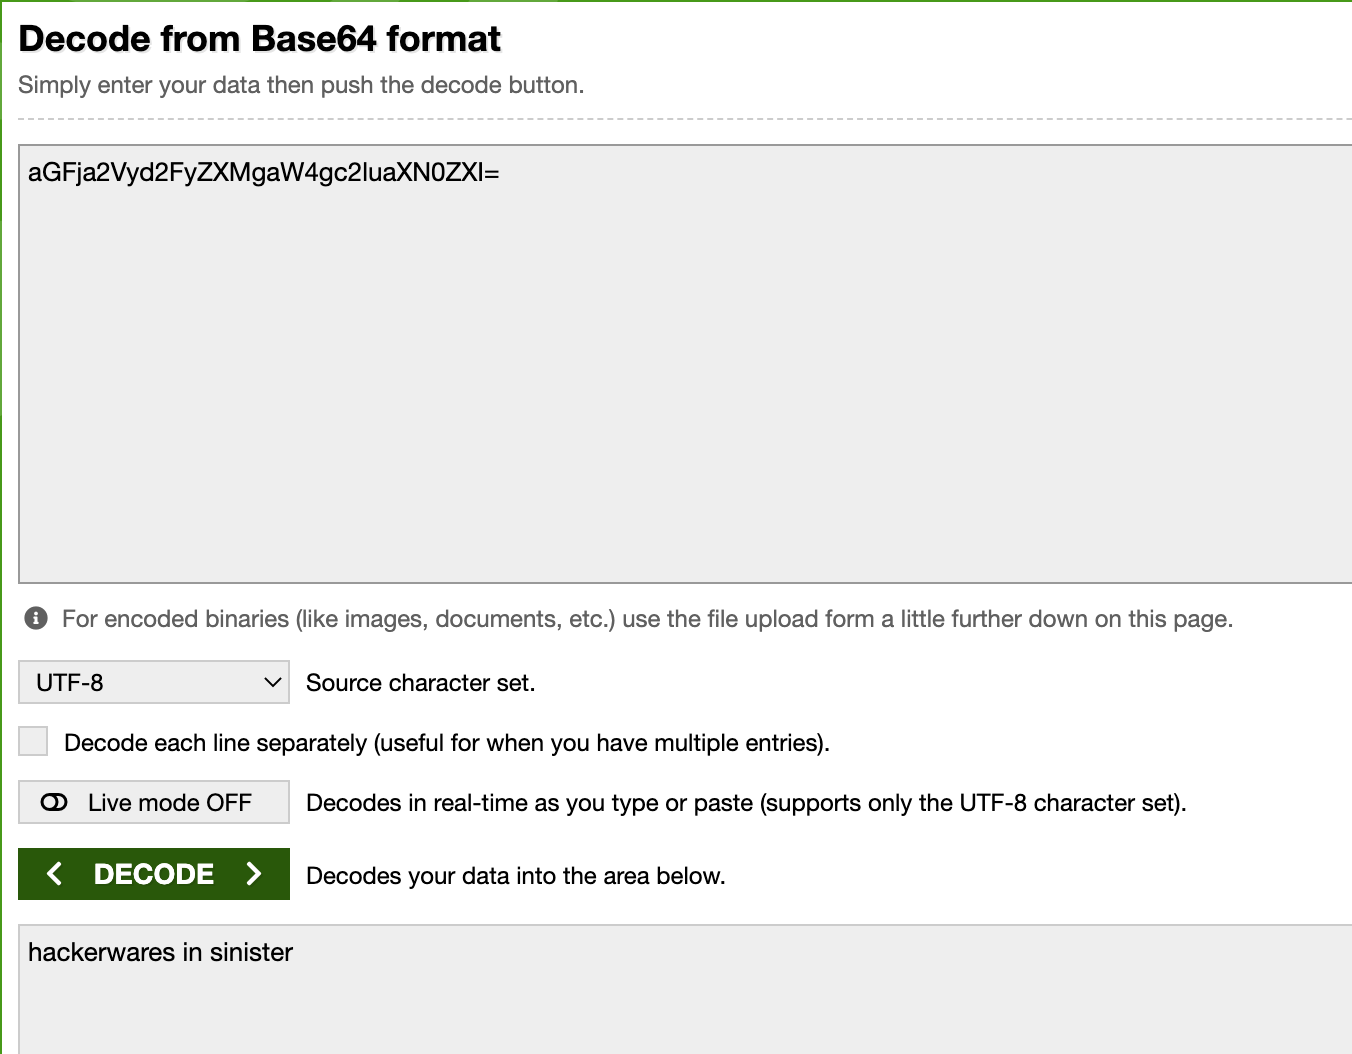 Decode from Base64 format
Simply enter your data then push the decode button.
aGFja2Vyd2FyZXMgaW4gc2luaXN0ZXI=
For encoded binaries (like images, documents, etc.) use the file upload form a little further down on this page.
UTF-8 Source character set.
Decode each line separately (useful for when you have multiple entries).
Live mode OFF Decodes in real-time as you type or paste (supports only the UTF-8 character set).
< DECODE > Decodes your data into the area below.
hackerwares in sinister